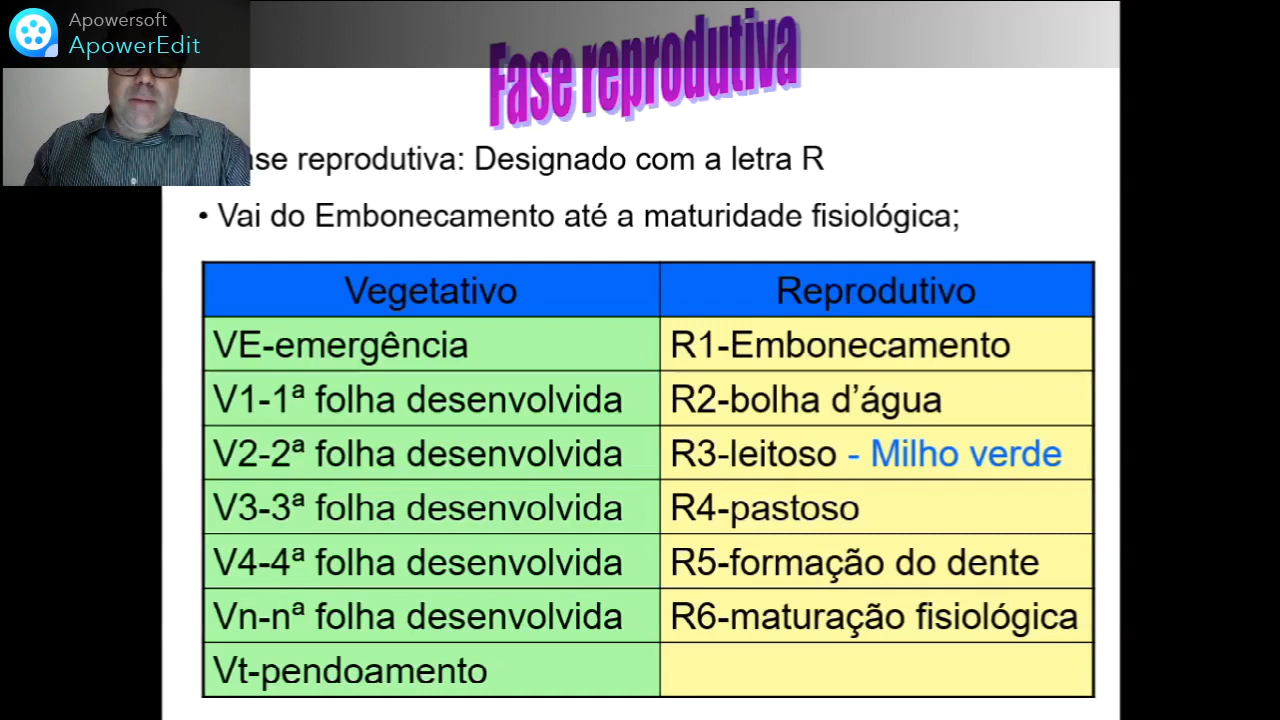 Apowersoft
ApowerEdit
Fase reprodutiva
ase reprodutiva: Designado com a letra R
• Vai do Embonecamento até a maturidade fisiológica;
Vegetativo Reprodutivo
VE-emergência R1-Embonecamento
V1-1ª folha desenvolvida R2-bolha d’água
V2-2ª folha desenvolvida R3-leitoso - Milho verde
V3-3ª folha desenvolvida R4-pastoso
V4-4ª folha desenvolvida R5-formação do dente
Vn-nª folha desenvolvida R6-maturação fisiológica
Vt-pendoamento